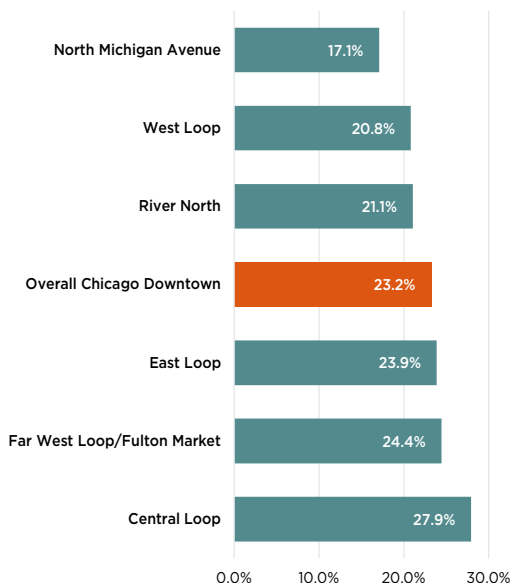 North Michigan Avenue 17.1%
West Loop 20.8%
River North 21.1%
Overall Chicago Downtown 23.2%
East Loop 23.9%
Far West Loop/Fulton Market 24.4%
Central Loop 27.9%
0.0% 10.0% 20.0% 30.0%